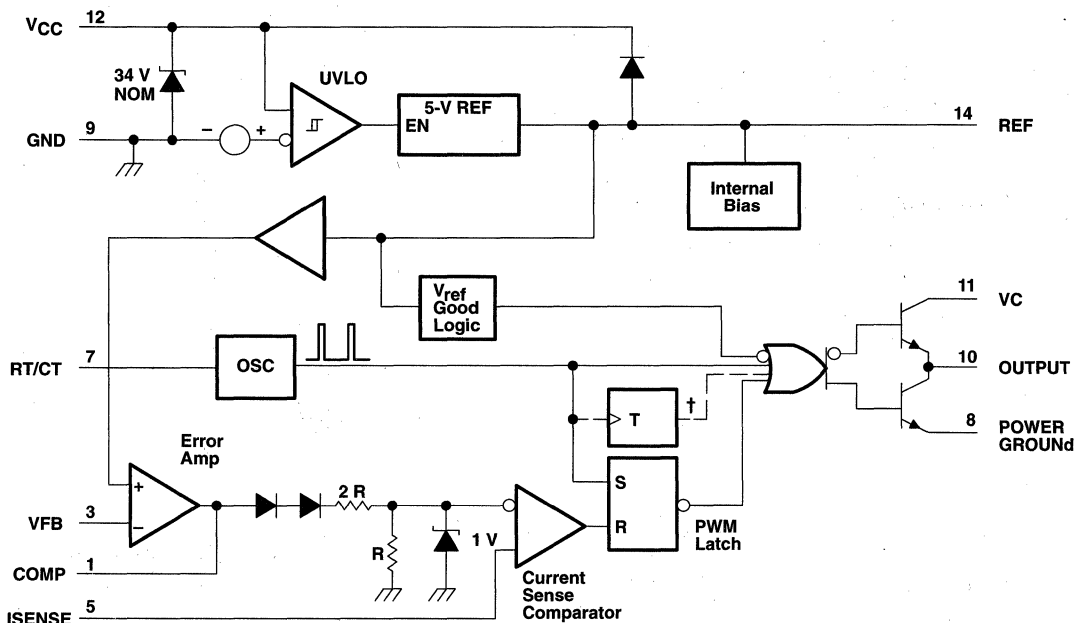 VCC 12
34 V
NOM
UVLO
5-V REF
EN
14 REF
GND 9
− +
Internal
Bias
Vref
Good
Logic
11 VC
RT/CT 7
OSC
10 OUTPUT
T
†
8 POWER
GROUNd
Error
Amp
+
−
2 R
S
R
PWM
Latch
VFB 3
R
1 V
COMP 1
Current
Sense
Comparator
ISENSE 5